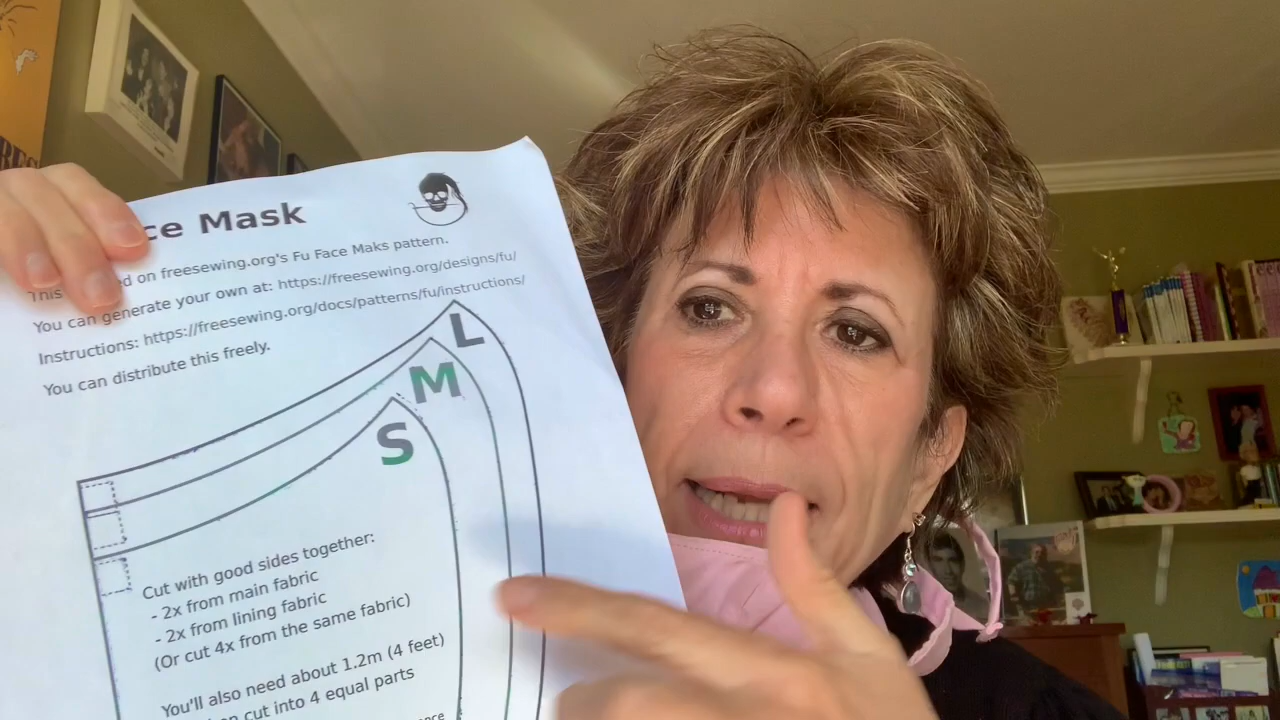 ce Mask
This d on freesewing.org's Fu Face Maks pattern.
You can generate your own at: https://freesewing.org/designs/fu/
Instructions: https://freesewing.org/docs/patterns/fu/instructions/
You can distribute this freely.
L
M
S
Cut with good sides together:
- 2x from main fabric
- 2x from lining fabric
(Or cut 4x from the same fabric)
You'll also need about 1.2m (4 feet)
cut into 4 equal parts